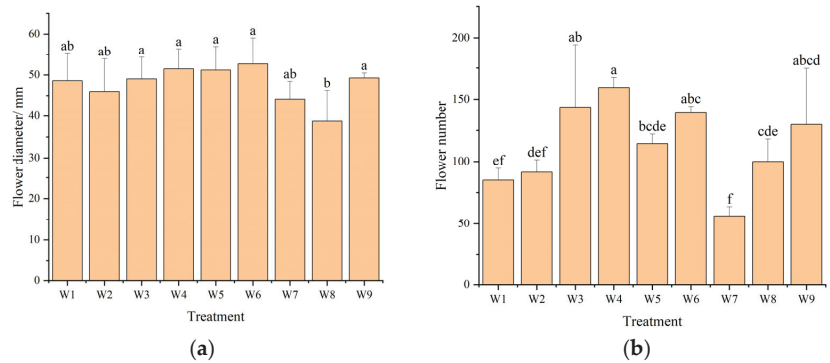 Flower diameter/ mm
60
50
40
30
20
10
0
ab ab a a a a ab b a
W1 W2 W3 W4 W5 W6 W7 W8 W9
Treatment
(a)
Flower number
200
150
100
50
0
ef def ab a bcde abc f cde abcd
W1 W2 W3 W4 W5 W6 W7 W8 W9
Treatment
(b)